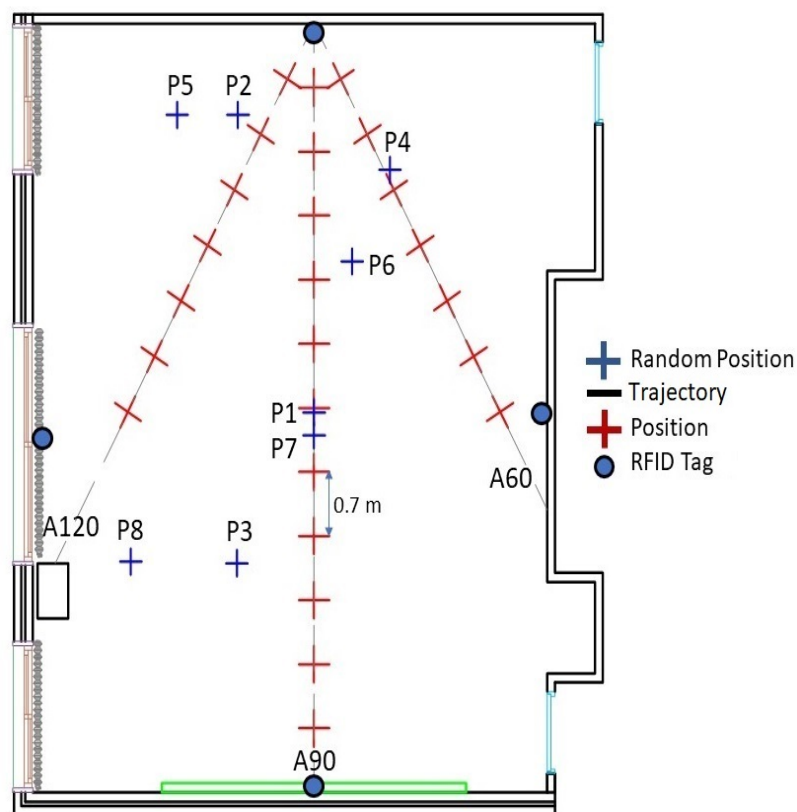 P5
P2
P4
P6
P1
P7
0.7 m
A60
A120
P8
P3
A90
Random Position
Trajectory
Position
RFID Tag